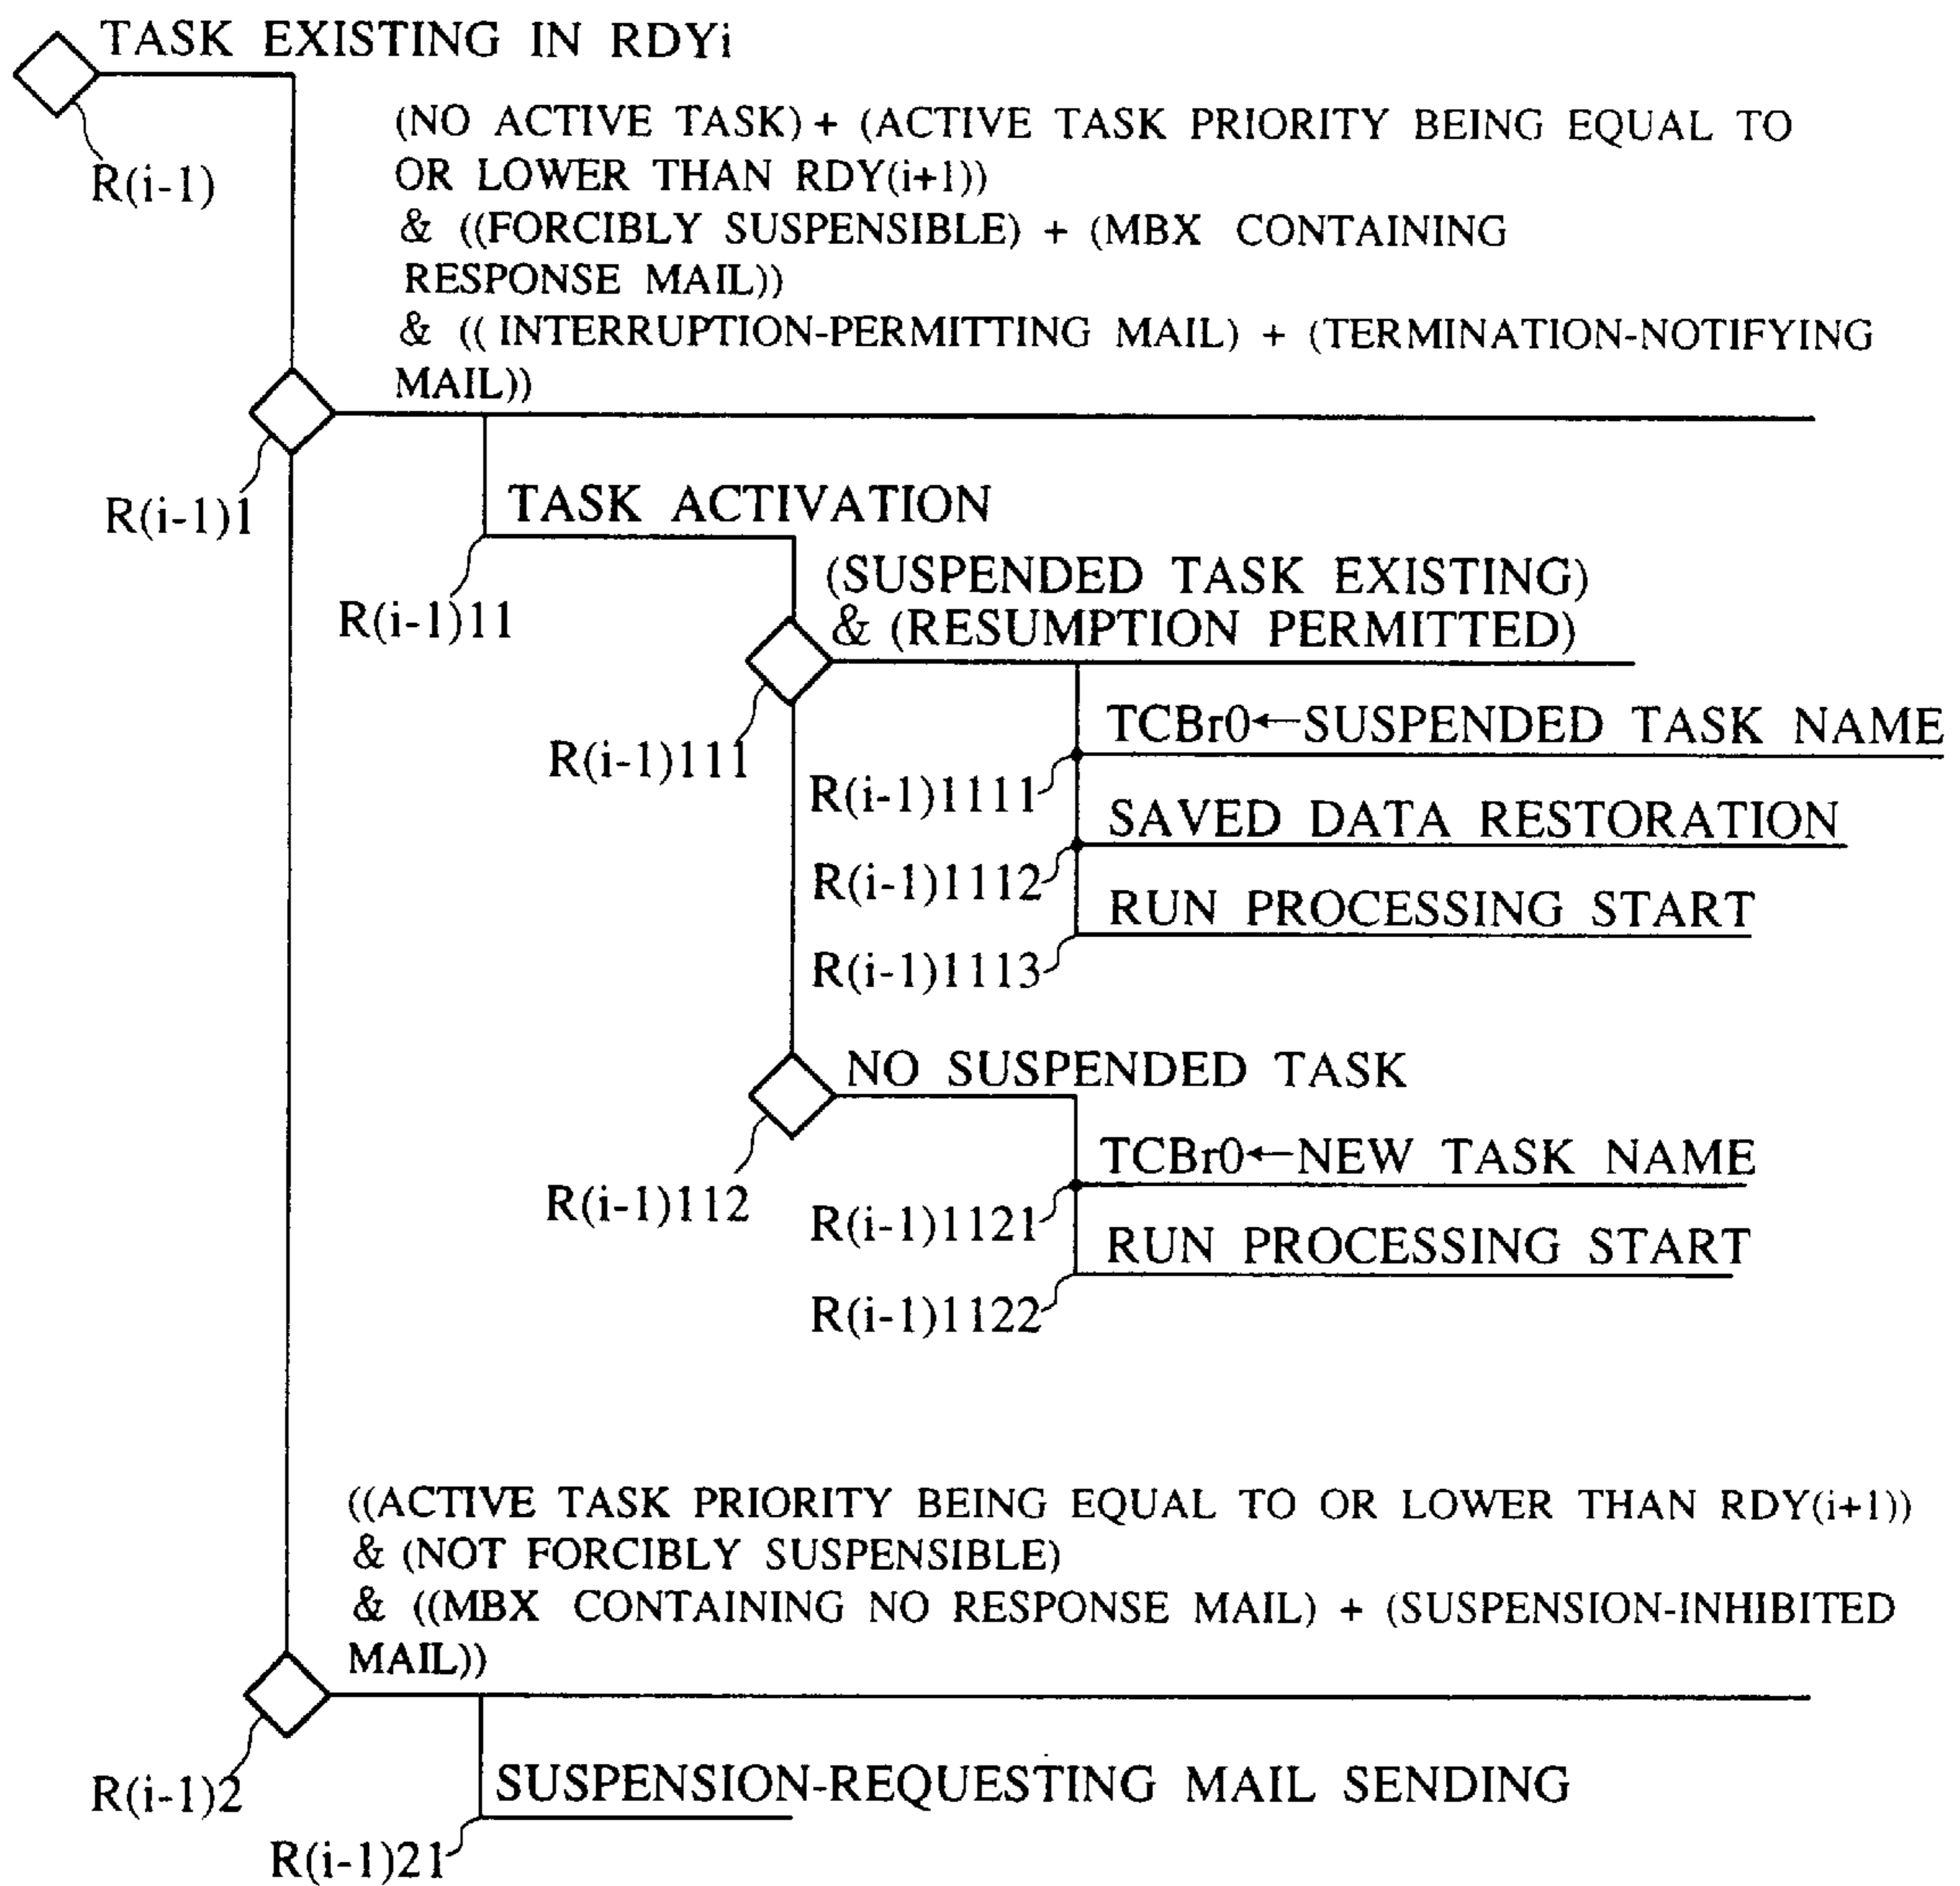 TASK EXISTING IN RDYi
R(i-1)
(NO ACTIVE TASK) + (ACTIVE TASK PRIORITY BEING EQUAL TO
OR LOWER THAN RDY(i+1))
& ((FORCIBLY SUSPENSIBLE) + (MBX CONTAINING
RESPONSE MAIL))
& (( INTERRUPTION-PERMITTING MAIL) + (TERMINATION-NOTIFYING
MAIL))
R(i-1)1
TASK ACTIVATION
R(i-1)11
(SUSPENDED TASK EXISTING)
& (RESUMPTION PERMITTED)
R(i-1)111
TCBr0←SUSPENDED TASK NAME
R(i-1)1111
SAVED DATA RESTORATION
R(i-1)1112
RUN PROCESSING START
R(i-1)1113
NO SUSPENDED TASK
R(i-1)112
TCBr0←NEW TASK NAME
R(i-1)1121
RUN PROCESSING START
R(i-1)1122
((ACTIVE TASK PRIORITY BEING EQUAL TO OR LOWER THAN RDY(i+1))
& (NOT FORCIBLY SUSPENSIBLE)
& ((MBX CONTAINING NO RESPONSE MAIL) + (SUSPENSION-INHIBITED
MAIL))
R(i-1)2
SUSPENSION-REQUESTING MAIL SENDING
R(i-1)21